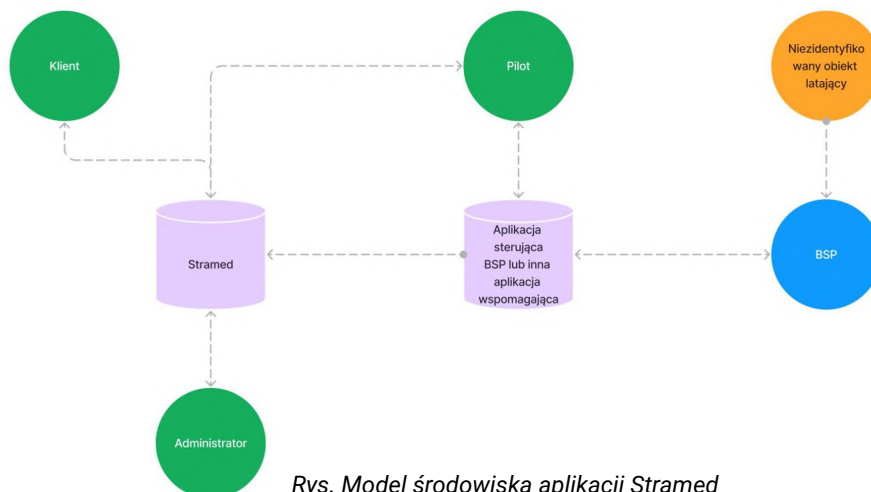 Klient
Pilot
Niezidentyfiko
wany obiekt
latający
Stramed
Aplikacja
sterująca
BSP lub inna
aplikacja
wspomagająca
BSP
Administrator
Rys. Model środowiska aplikacji Stramed